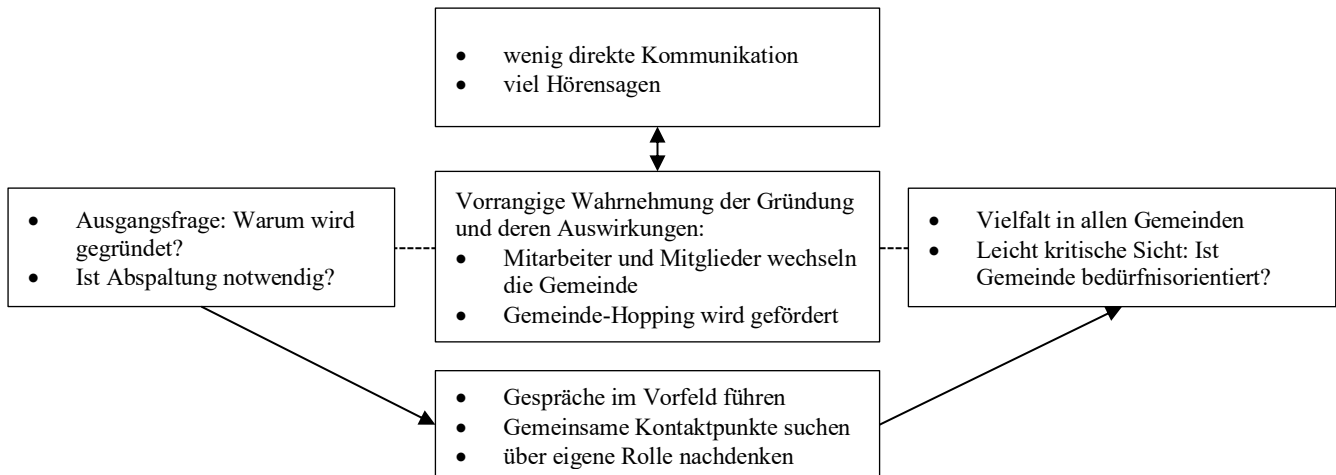 • wenig direkte Kommunikation
• viel Hörensagen
• Ausgangsfrage: Warum wird
gegründet?
• Ist Abspaltung notwendig?
Vorrangige Wahrnehmung der Gründung
und deren Auswirkungen:
• Mitarbeiter und Mitglieder wechseln
die Gemeinde
• Gemeinde-Hopping wird gefördert
• Vielfalt in allen Gemeinden
• Leicht kritische Sicht: Ist
Gemeinde bedürfnisorientiert?
• Gespräche im Vorfeld führen
• Gemeinsame Kontaktpunkte suchen
• über eigene Rolle nachdenken